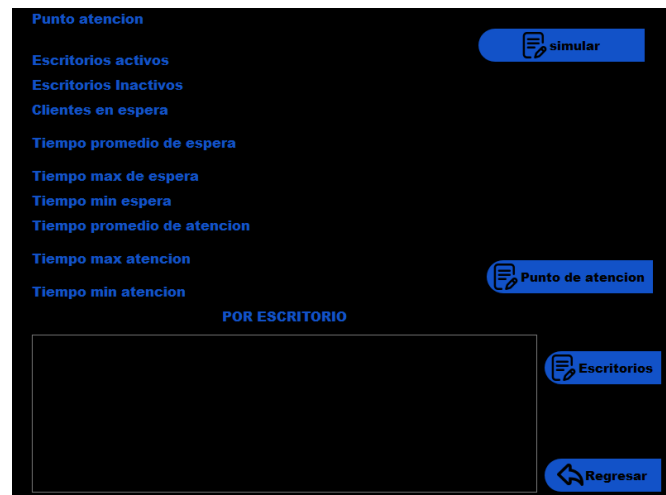 Punto atencion
simular
Escritorios activos
Escritorios Inactivos
Clientes en espera
Tiempo promedio de espera
Tiempo max de espera
Tiempo min espera
Tiempo promedio de atencion
Tiempo max atencion
Punto de atencion
Tiempo min atencion
POR ESCRITORIO
Escritorios
Regresar